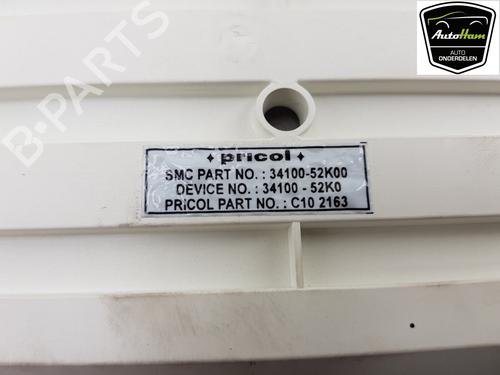 AutoHam
AUTO
ONDERDELEN
B-PARTS
pricol
SMC PART NO. : 34100-52K00
DEVICE NO. : 34100 - 52K0
PRICOL PART NO. : C10 2163